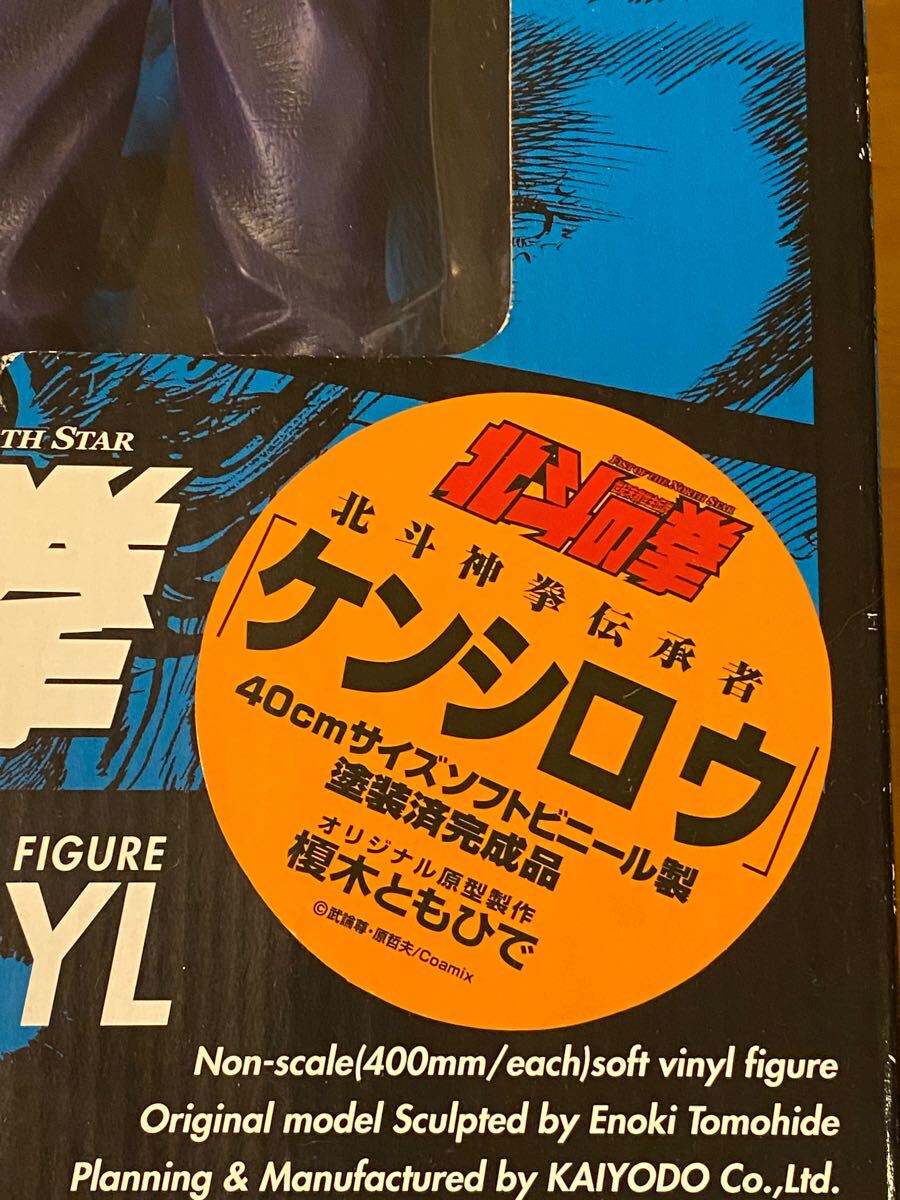 TH STAR
拳
FIGURE
YL
FIST OF THE NORTH STAR
北斗の拳
北斗神拳伝承者
「ケンシロウ」
40cmサイズソフトビニール製
塗装済完成品
オリジナル原型製作
榎木ともひで
©武論尊・原哲夫/Coamix
Non-scale(400mm/each)soft vinyl figure
Original model Sculpted by Enoki Tomohide
Planning & Manufactured by KAIYODO Co.,Ltd.